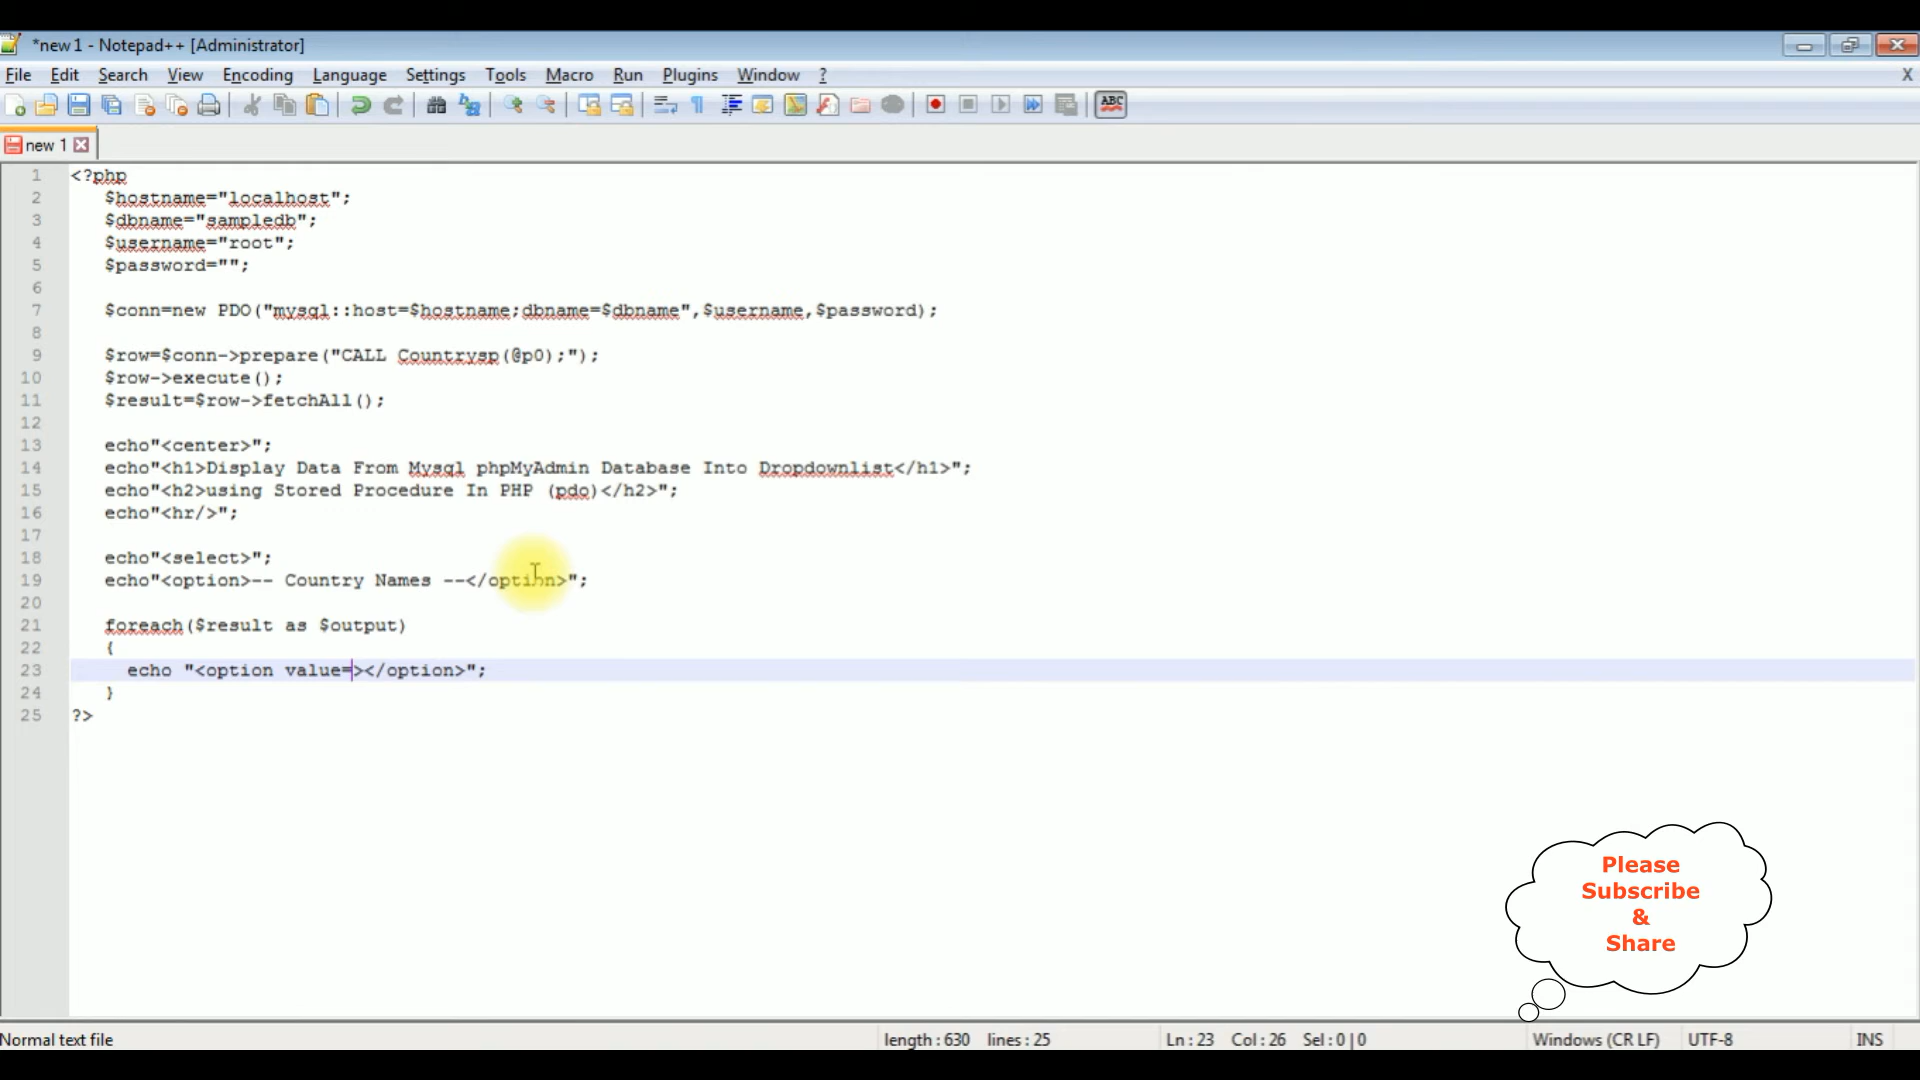 *new 1 - Notepad++ [Administrator]
File Edit Search View Encoding Language Settings Tools Macro Run Plugins Window ? X
ABC
new 1
1 <?php
2 $hostname="localhost";
3 $dbname="sampledb";
4 $username="root";
5 $password="";
6
7 $conn=new PDO("mysql::host=$hostname;dbname=$dbname",$username,$password);
8
9 $row=$conn->prepare("CALL Countrysp(@p0);");
10 $row->execute();
11 $result=$row->fetchAll();
12
13 echo"<center>";
14 echo"<h1>Display Data From Mysql phpMyAdmin Database Into Dropdownlist</h1>";
15 echo"<h2>using Stored Procedure In PHP (pdo)</h2>";
16 echo"<hr/>";
17
18 echo"<select>";
19 echo"<option>-- Country Names --</option>";
20
21 foreach($result as $output)
22 {
23 echo "<option value=></option>";
24 }
25 ?>
Please
Subscribe
&
Share
Normal text file length : 630 lines : 25 Ln : 23 Col : 26 Sel : 0 | 0 Windows (CR LF) UTF-8 INS